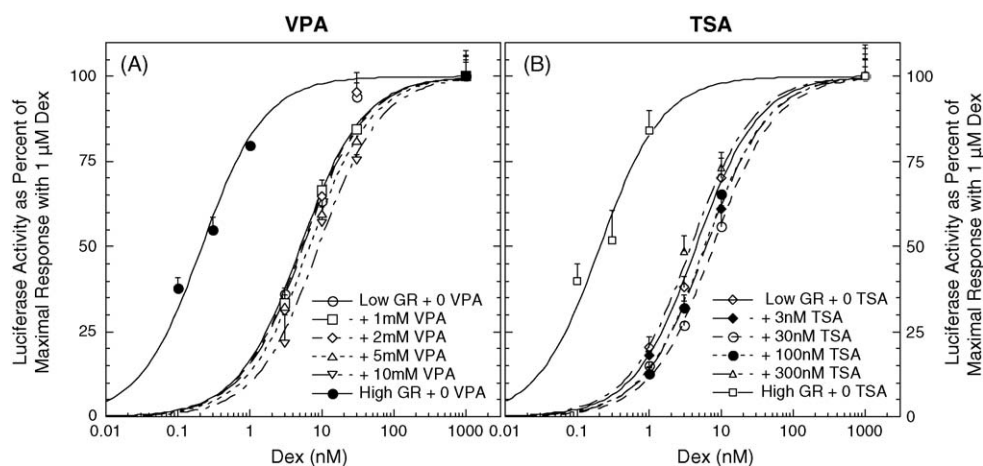 VPA
TSA
Luciferase Activity as Percent of
Maximal Response with 1 µM Dex
(A)
100
75
50
25
0
Low GR + 0 VPA
+ 1mM VPA
+ 2mM VPA
+ 5mM VPA
+ 10mM VPA
High GR + 0 VPA
0.01
0.1
1
10
100
1000
Dex (nM)
(B)
Low GR + 0 TSA
+ 3nM TSA
+ 30nM TSA
+ 100nM TSA
+ 300nM TSA
High GR + 0 TSA
0.01
0.1
1
10
100
1000
Dex (nM)
100
75
50
25
0
Luciferase Activity as Percent of
Maximal Response with 1 µM Dex